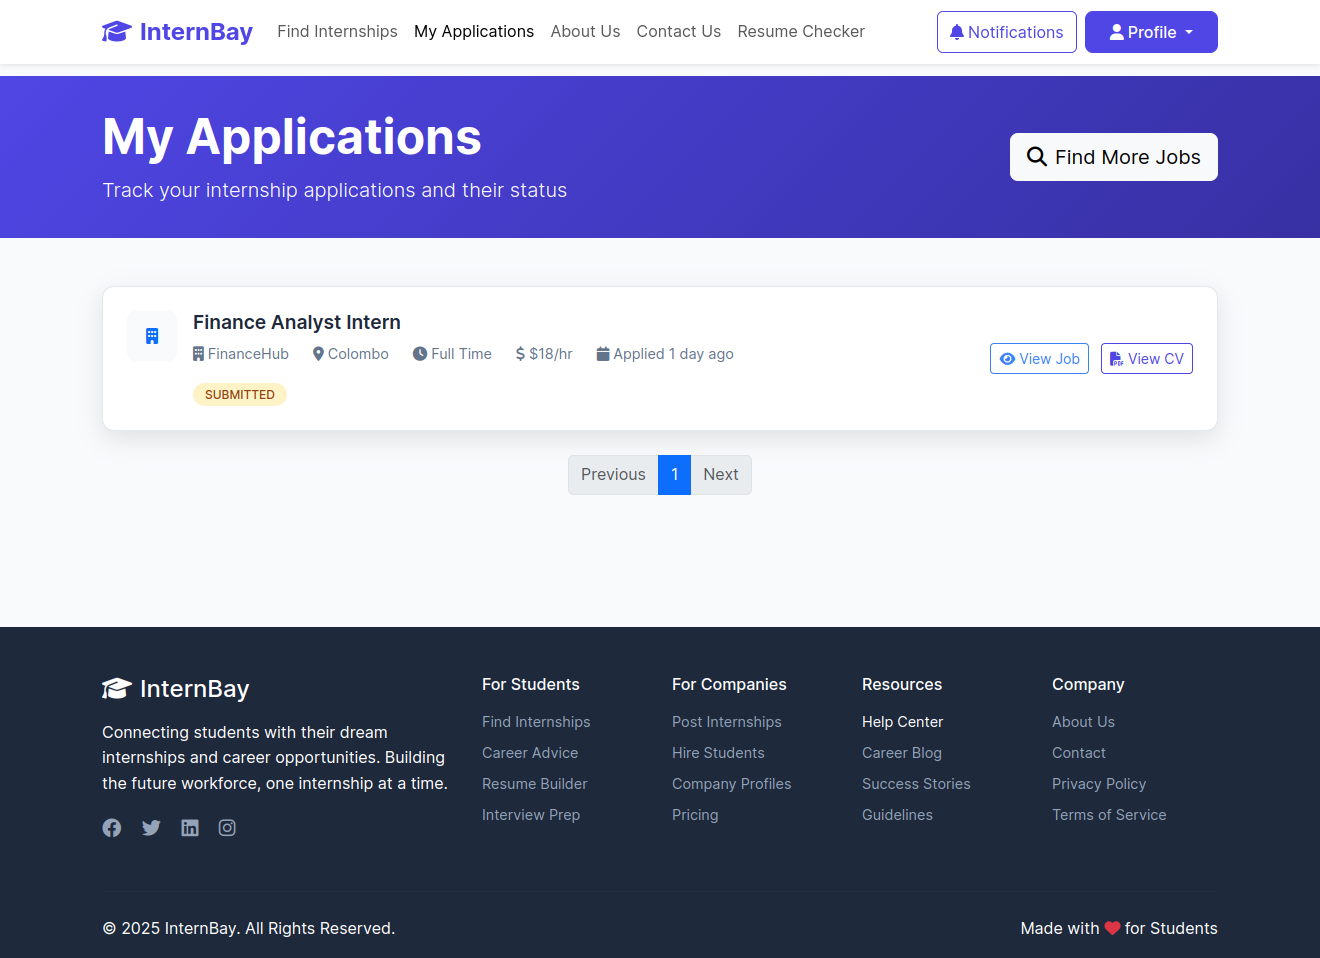 InternBay
Find Internships
My Applications
About Us
Contact Us
Resume Checker
Notifications
Profile
My Applications
Track your internship applications and their status
Find More Jobs
Finance Analyst Intern
FinanceHub
Colombo
Full Time
$ $18/hr
Applied 1 day ago
SUBMITTED
View Job
View CV
Previous
1
Next
InternBay
Connecting students with their dream
internships and career opportunities. Building
the future workforce, one internship at a time.
For Students
Find Internships
Career Advice
Resume Builder
Interview Prep
For Companies
Post Internships
Hire Students
Company Profiles
Pricing
Resources
Help Center
Career Blog
Success Stories
Guidelines
Company
About Us
Contact
Privacy Policy
Terms of Service
© 2025 InternBay. All Rights Reserved.
Made with ❤ for Students